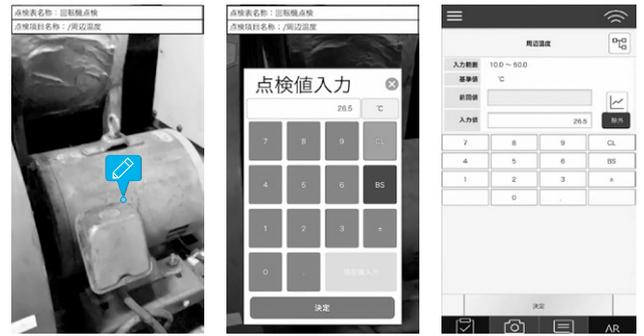 点検表名称：回転機点検
点検項目名称：/周辺温度
点検表名称：回転機点検
点検項目名称：/周辺温度
点検値入力
26.5 ℃
7 8 9 CL
4 5 6 BS
1 2 3 ±
0 .
決定
周辺温度
入力範囲 10.0 ～ 60.0
基準値 ℃
前回値
入力値 26.5 除外
7 8 9 CL
4 5 6 BS
1 2 3 ±
0 .
決定
AR